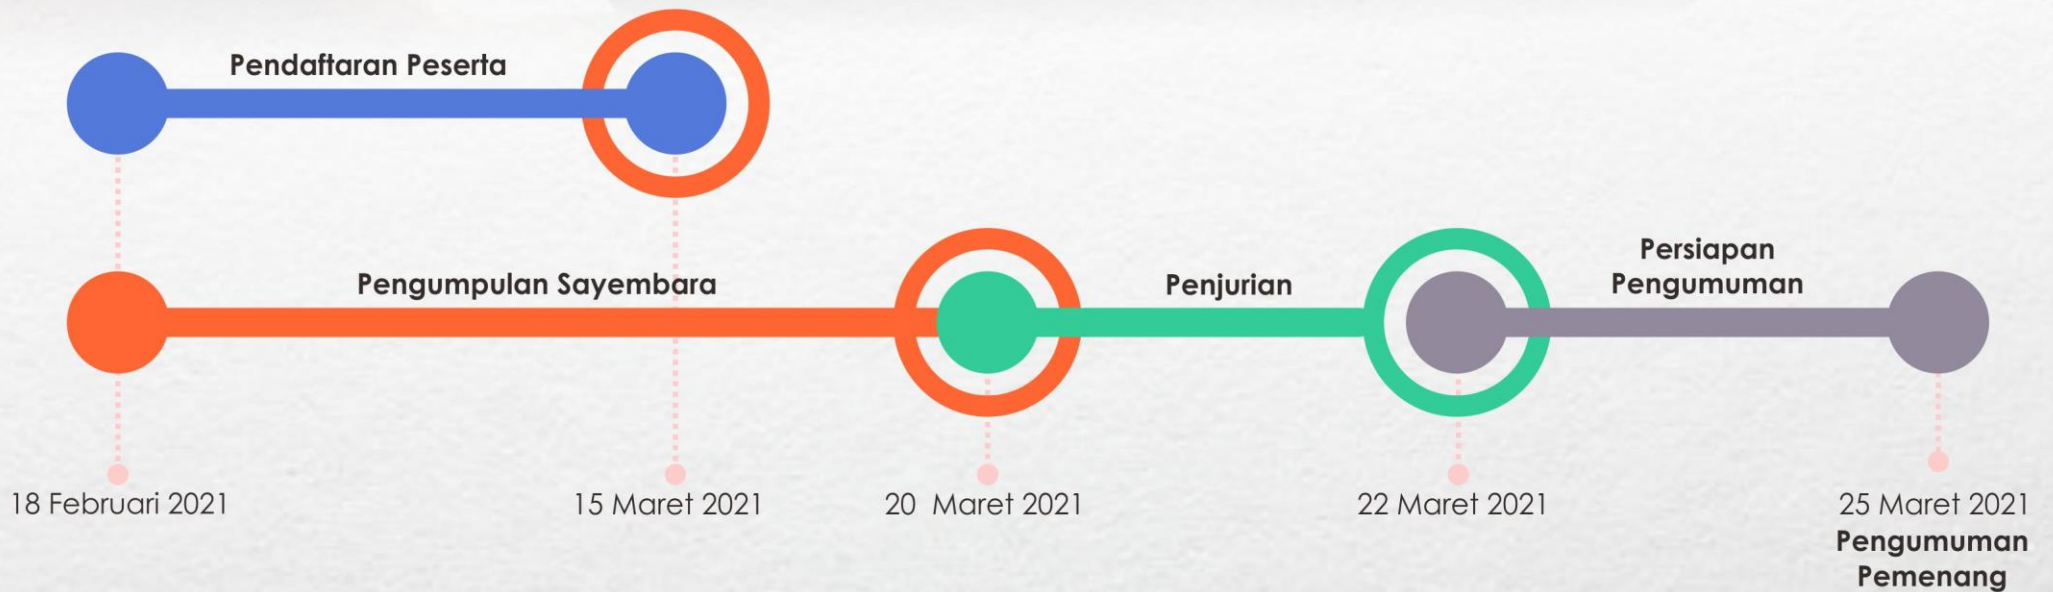 Pendaftaran Peserta
Pengumpulan Sayembara
Penjurian
Persiapan
Pengumuman
18 Februari 2021
15 Maret 2021
20 Maret 2021
22 Maret 2021
25 Maret 2021
Pengumuman
Pemenang